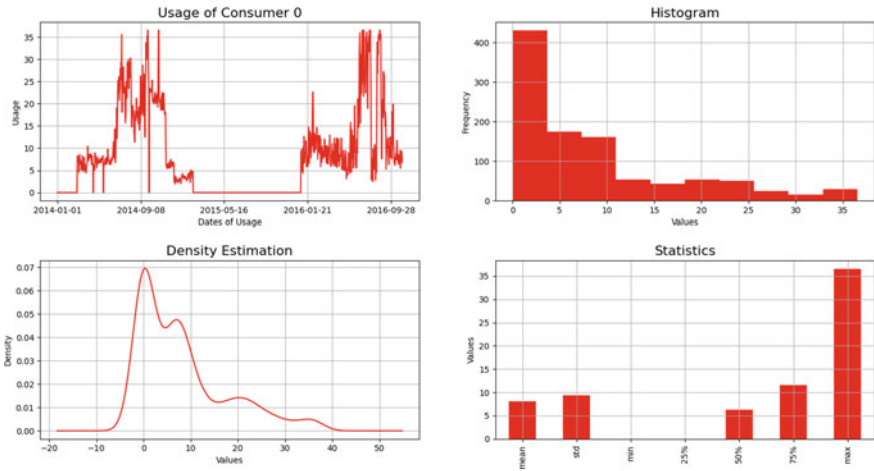 Usage of Consumer 0
Usage
35
30
25
20
15
10
5
0
2014-01-01 2014-09-08 2015-05-16 2016-01-21 2016-09-28
Dates of Usage
Histogram
Frequency
400
300
200
100
0
0 5 10 15 20 25 30 35
Values
Density Estimation
Density
0.07
0.06
0.05
0.04
0.03
0.02
0.01
0.00
−20 −10 0 10 20 30 40 50
Values
Statistics
Values
35
30
25
20
15
10
5
0
mean std min 25% 50% 75% max